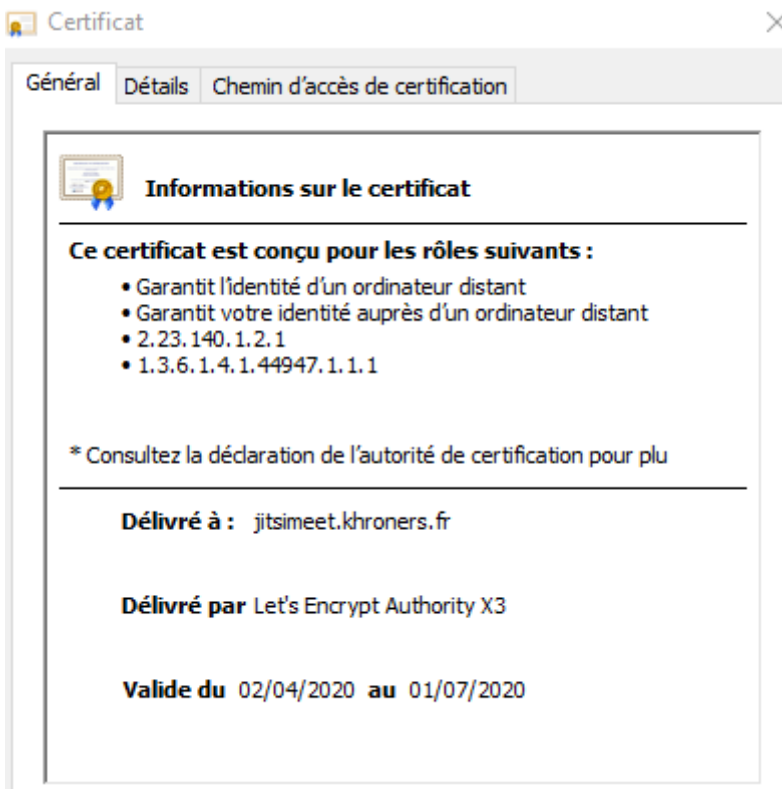 Certificat
Général Détails Chemin d'accès de certification
Informations sur le certificat
Ce certificat est conçu pour les rôles suivants :
• Garantit l'identité d'un ordinateur distant
• Garantit votre identité auprès d'un ordinateur distant
• 2.23.140.1.2.1
• 1.3.6.1.4.1.44947.1.1.1
* Consultez la déclaration de l'autorité de certification pour plu
Délivré à : jitsimeet.khroners.fr
Délivré par Let's Encrypt Authority X3
Valide du 02/04/2020 au 01/07/2020